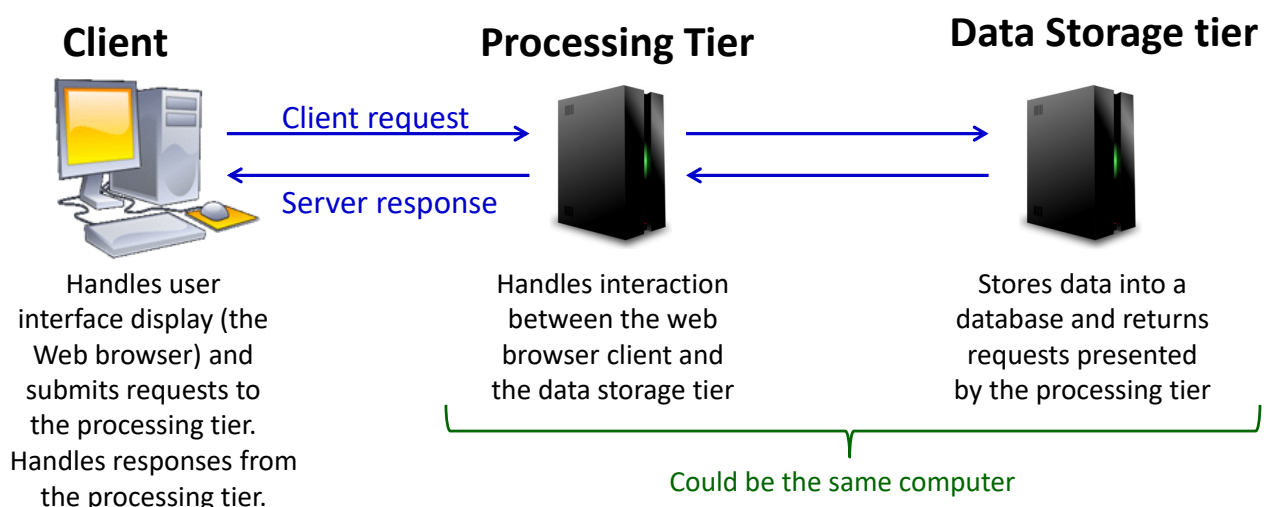 Client
Processing Tier
Data Storage tier
Client request
Server response
Handles user
interface display (the
Web browser) and
submits requests to
the processing tier.
Handles responses from
the processing tier.
Handles interaction
between the web
browser client and
the data storage tier
Stores data into a
database and returns
requests presented
by the processing tier
Could be the same computer